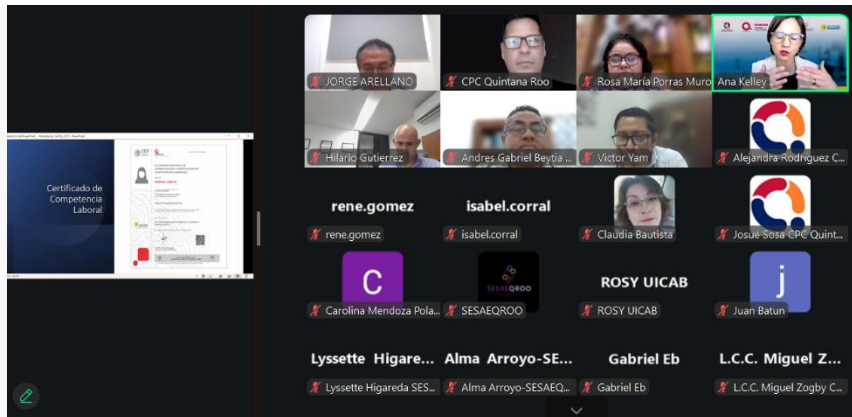 Certificado de
Competencia
Laboral
JORGE ARELLANO
CPC Quintana Roo
Rosa María Porras Muro
Ana Kelley
Hilario Gutierrez
Andres Gabriel Beytia ...
Victor Yam
Alejandra Rodríguez C...
rene.gomez
rene.gomez
isabel.corral
isabel.corral
Claudia Bautista
Josué Sosa CPC Quint...
C
Carolina Mendoza Pola...
SESAEQROO
SESAEQROO
ROSY UICAB
ROSY UICAB
j
Juan Batun
Lyssette Higare...
Lyssette Higareda SES...
Alma Arroyo-SE...
Alma Arroyo-SESAEQ...
Gabriel Eb
Gabriel Eb
L.C.C. Miguel Z...
L.C.C. Miguel Zogby C...